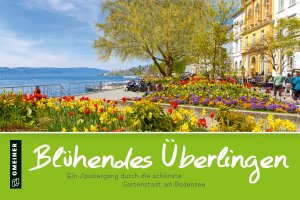 Blühendes Überlingen
Ein Spaziergang durch die schönste
Gartenstadt am Bodensee
GMEINER